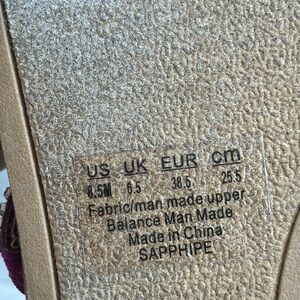 US UK EUR cm
8.5M 6.5 38.5 25.5
Fabric/man made upper
Balance Man Made
Made in China
SAPPHIPE